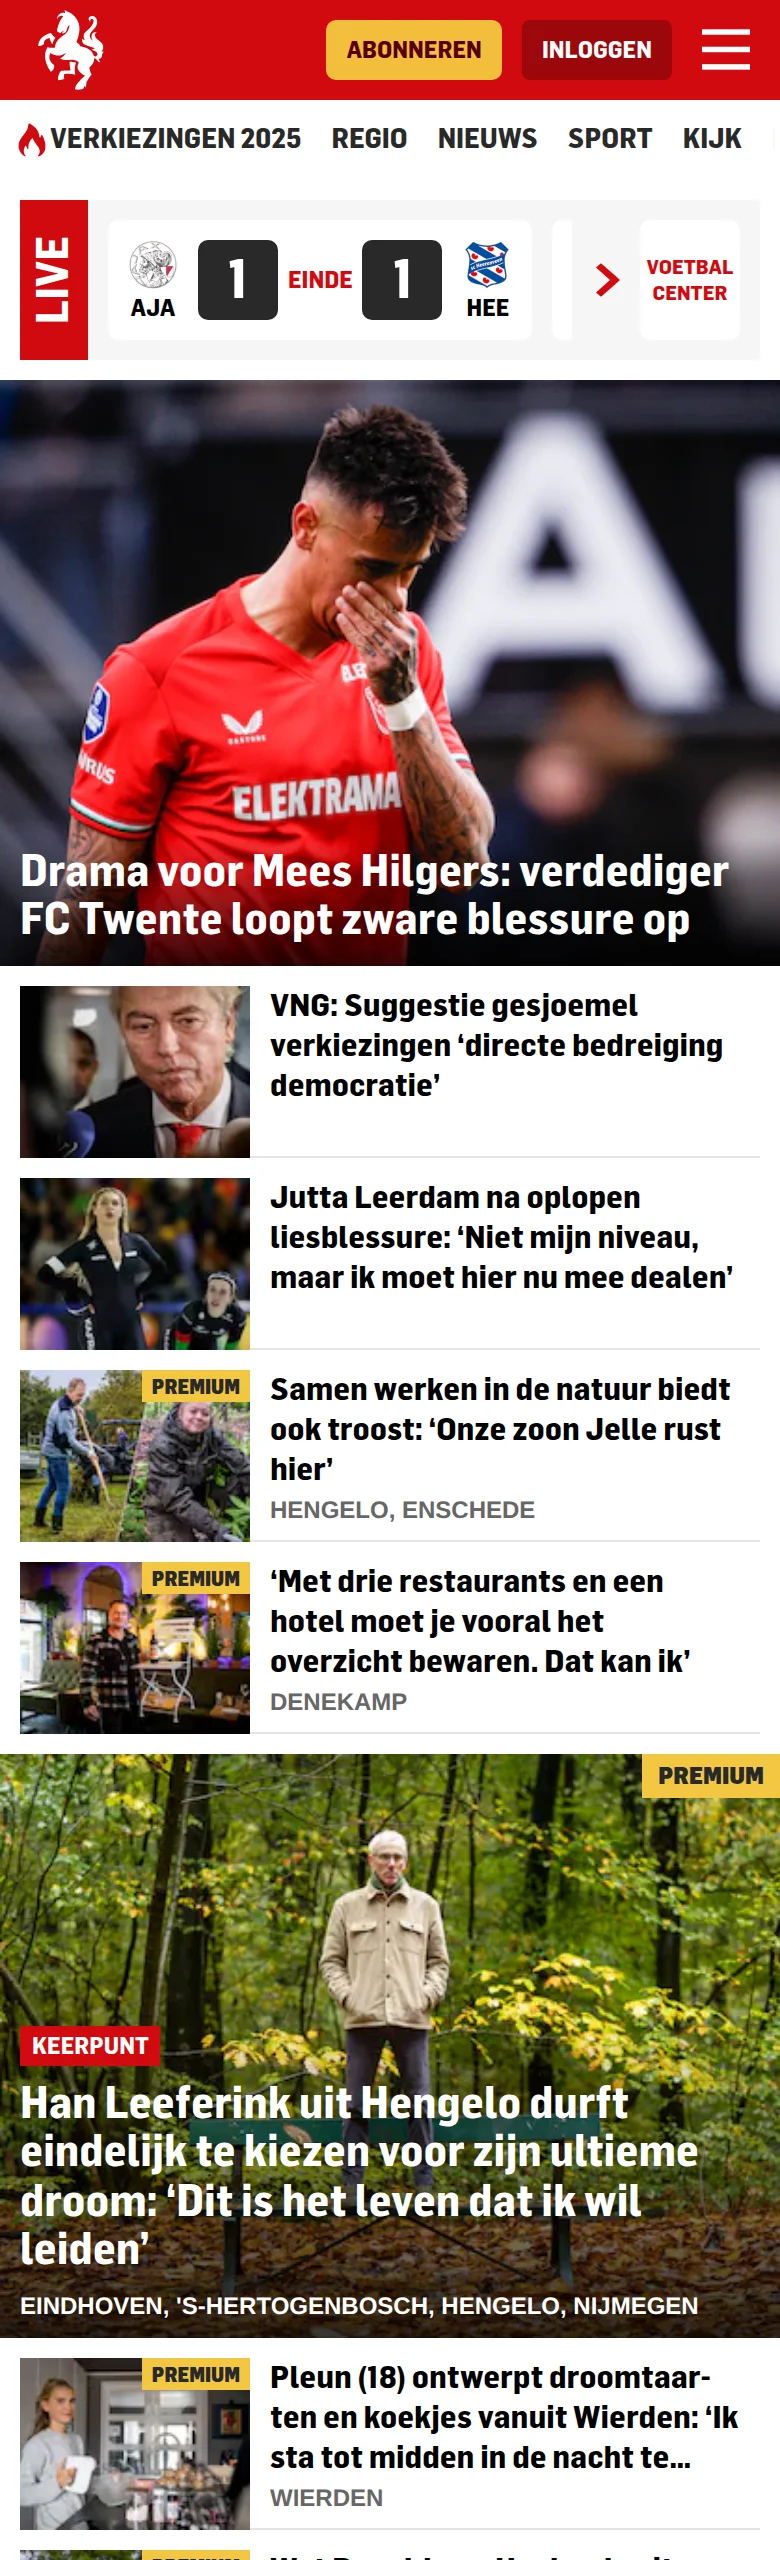 ABONNEREN
INLOGGEN
VERKIEZINGEN 2025 REGIO NIEUWS SPORT KIJK
LIVE
AJA
1
EINDE
1
HEE
VOETBAL
CENTER
ELEKTRAMA
Drama voor Mees Hilgers: verdediger
FC Twente loopt zware blessure op
VNG: Suggestie gesjoemel
verkiezingen ‘directe bedreiging
democratie’
Jutta Leerdam na oplopen
liesblessure: ‘Niet mijn niveau,
maar ik moet hier nu mee dealen’
PREMIUM
Samen werken in de natuur biedt
ook troost: ‘Onze zoon Jelle rust
hier’
HENGELO, ENSCHEDE
PREMIUM
‘Met drie restaurants en een
hotel moet je vooral het
overzicht bewaren. Dat kan ik’
DENEKAMP
PREMIUM
KEERPUNT
Han Leeferink uit Hengelo durft
eindelijk te kiezen voor zijn ultieme
droom: ‘Dit is het leven dat ik wil
leiden’
EINDHOVEN, 'S-HERTOGENBOSCH, HENGELO, NIJMEGEN
PREMIUM
Pleun (18) ontwerpt droomtaar-
ten en koekjes vanuit Wierden: ‘Ik
sta tot midden in de nacht te...
WIERDEN